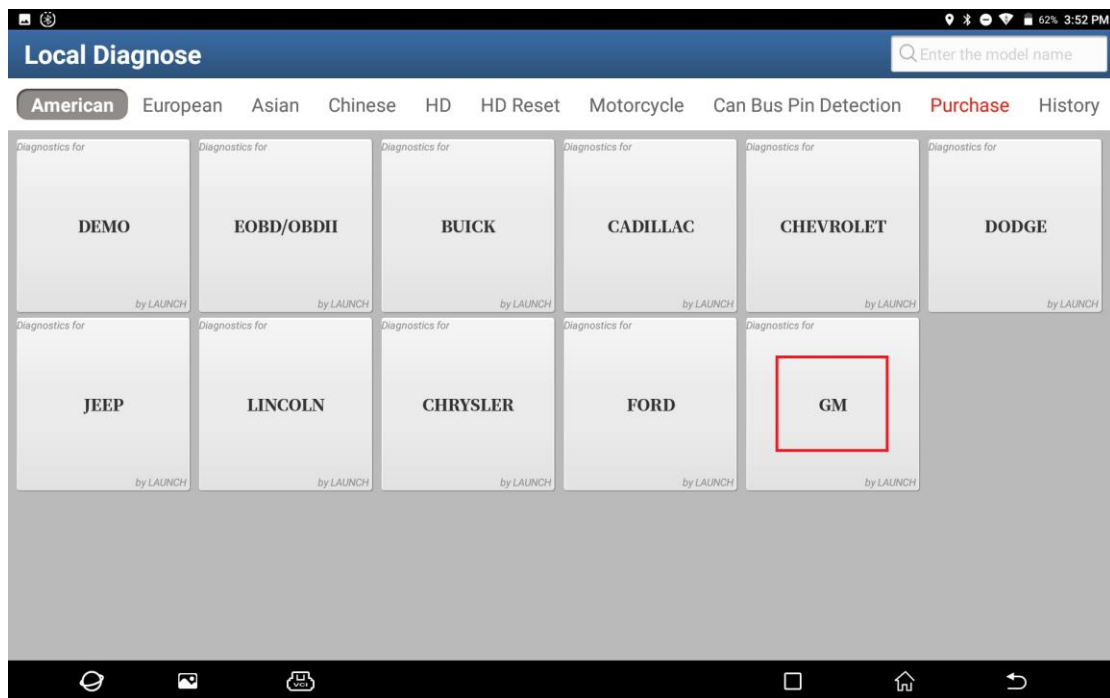 62% 3:52 PM
Local Diagnose
Enter the model name
American European Asian Chinese HD HD Reset Motorcycle Can Bus Pin Detection Purchase History
Diagnostics for Diagnostics for Diagnostics for Diagnostics for Diagnostics for Diagnostics for
DEMO EOBD/OBDII BUICK CADILLAC CHEVROLET DODGE
by LAUNCH by LAUNCH by LAUNCH by LAUNCH by LAUNCH by LAUNCH
Diagnostics for Diagnostics for Diagnostics for Diagnostics for Diagnostics for
JEEP LINCOLN CHRYSLER FORD GM
by LAUNCH by LAUNCH by LAUNCH by LAUNCH by LAUNCH
VCI